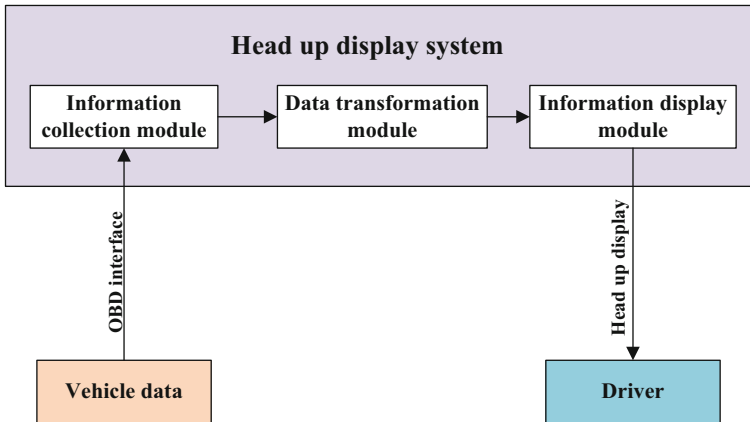 Head up display system
Information
collection module
Data transformation
module
Information display
module
OBD interface
Head up display
Vehicle data
Driver